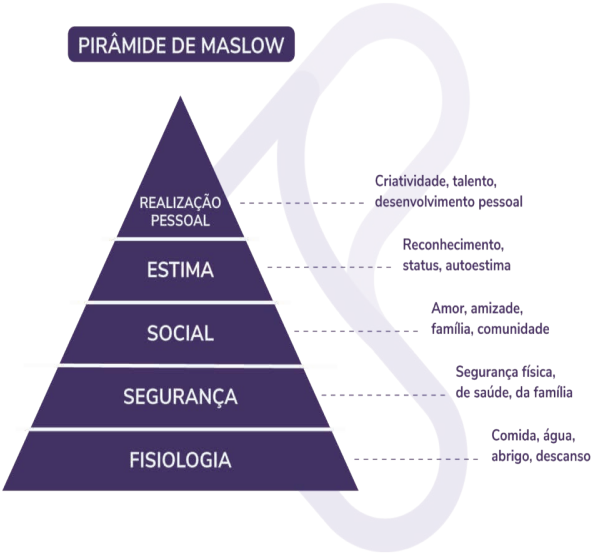 PIRÂMIDE DE MASLOW
REALIZAÇÃO
PESSOAL
Criatividade, talento,
desenvolvimento pessoal
ESTIMA
Reconhecimento,
status, autoestima
SOCIAL
Amor, amizade,
família, comunidade
SEGURANÇA
Segurança física,
de saúde, da família
FISIOLOGIA
Comida, água,
abrigo, descanso